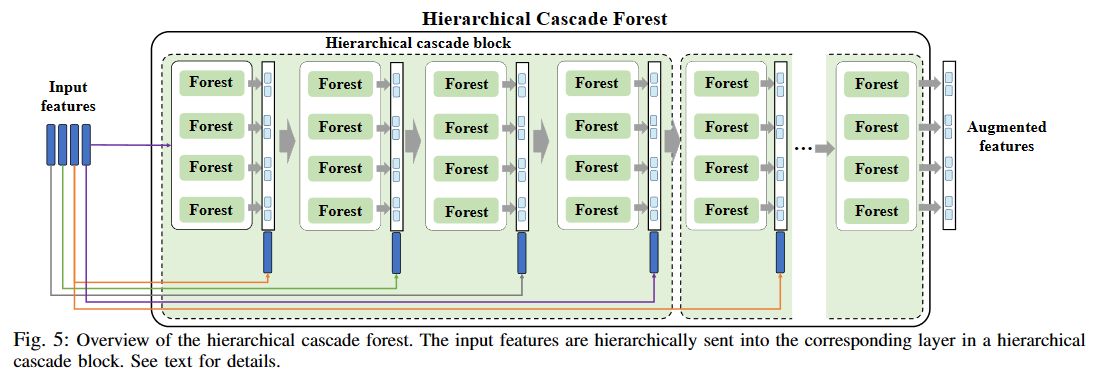 Hierarchical Cascade Forest
Hierarchical cascade block
Input
features
Forest Forest Forest Forest Forest Forest
Forest Forest Forest Forest Forest Forest
Forest Forest Forest Forest Forest Forest
Forest Forest Forest Forest Forest Forest
...
Augmented
features
Fig. 5: Overview of the hierarchical cascade forest. The input features are hierarchically sent into the corresponding layer in a hierarchical
cascade block. See text for details.